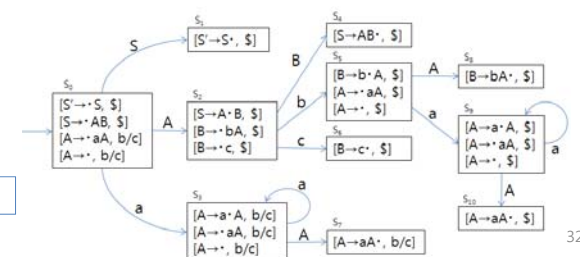 S₀
[S'→·S, $]
[S→·AB, $]
[A→·aA, b/c]
[A→·, b/c]
S
A
a
S₁
[S'→S·, $]
S₂
[S→A·B, $]
[B→·bA, $]
[B→·c, $]
B
b
c
S₃
[A→a·A, b/c]
[A→·aA, b/c]
[A→·, b/c]
a
A
S₄
[S→AB·, $]
S₅
[B→b·A, $]
[A→·aA, $]
[A→·, $]
A
a
S₆
[B→c·, $]
S₇
[A→aA·, b/c]
S₈
[B→bA·, $]
S₉
[A→a·A, $]
[A→·aA, $]
[A→·, $]
a
A
S₁₀
[A→aA·, $]
32